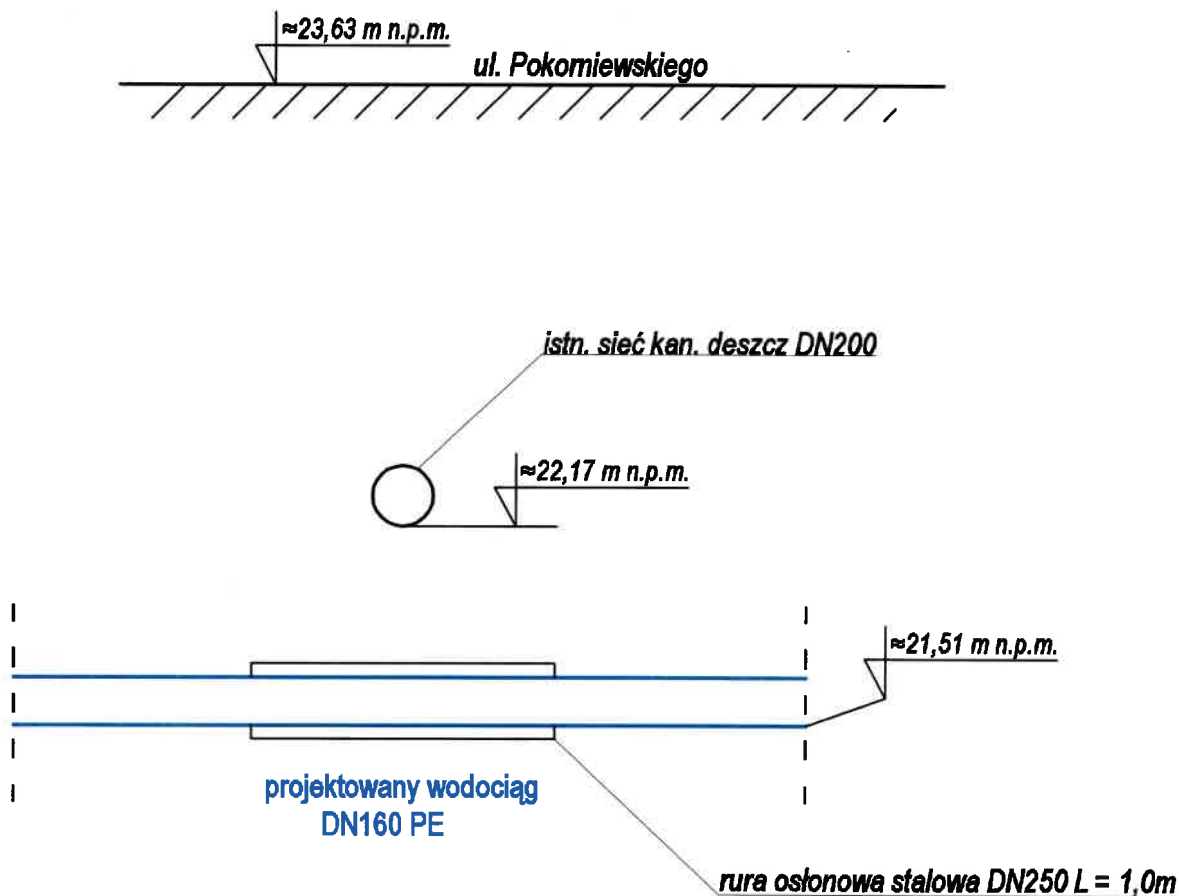 ≈23,63 m n.p.m.
ul. Pokorniewskiego
istn. sieć kan. deszcz DN200
≈22,17 m n.p.m.
≈21,51 m n.p.m.
projektowany wodociąg
DN160 PE
rura osłonowa stalowa DN250 L = 1,0m